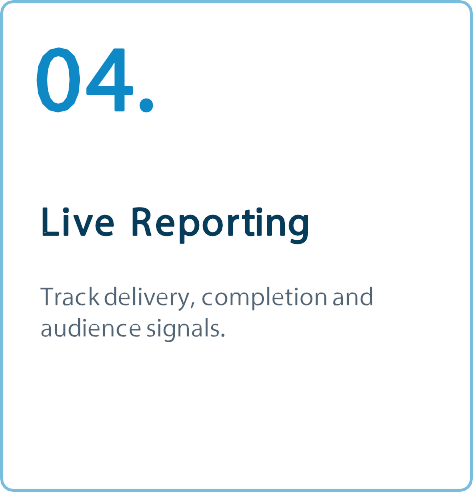 04.
Live Reporting
Track delivery, completion and
audience signals.